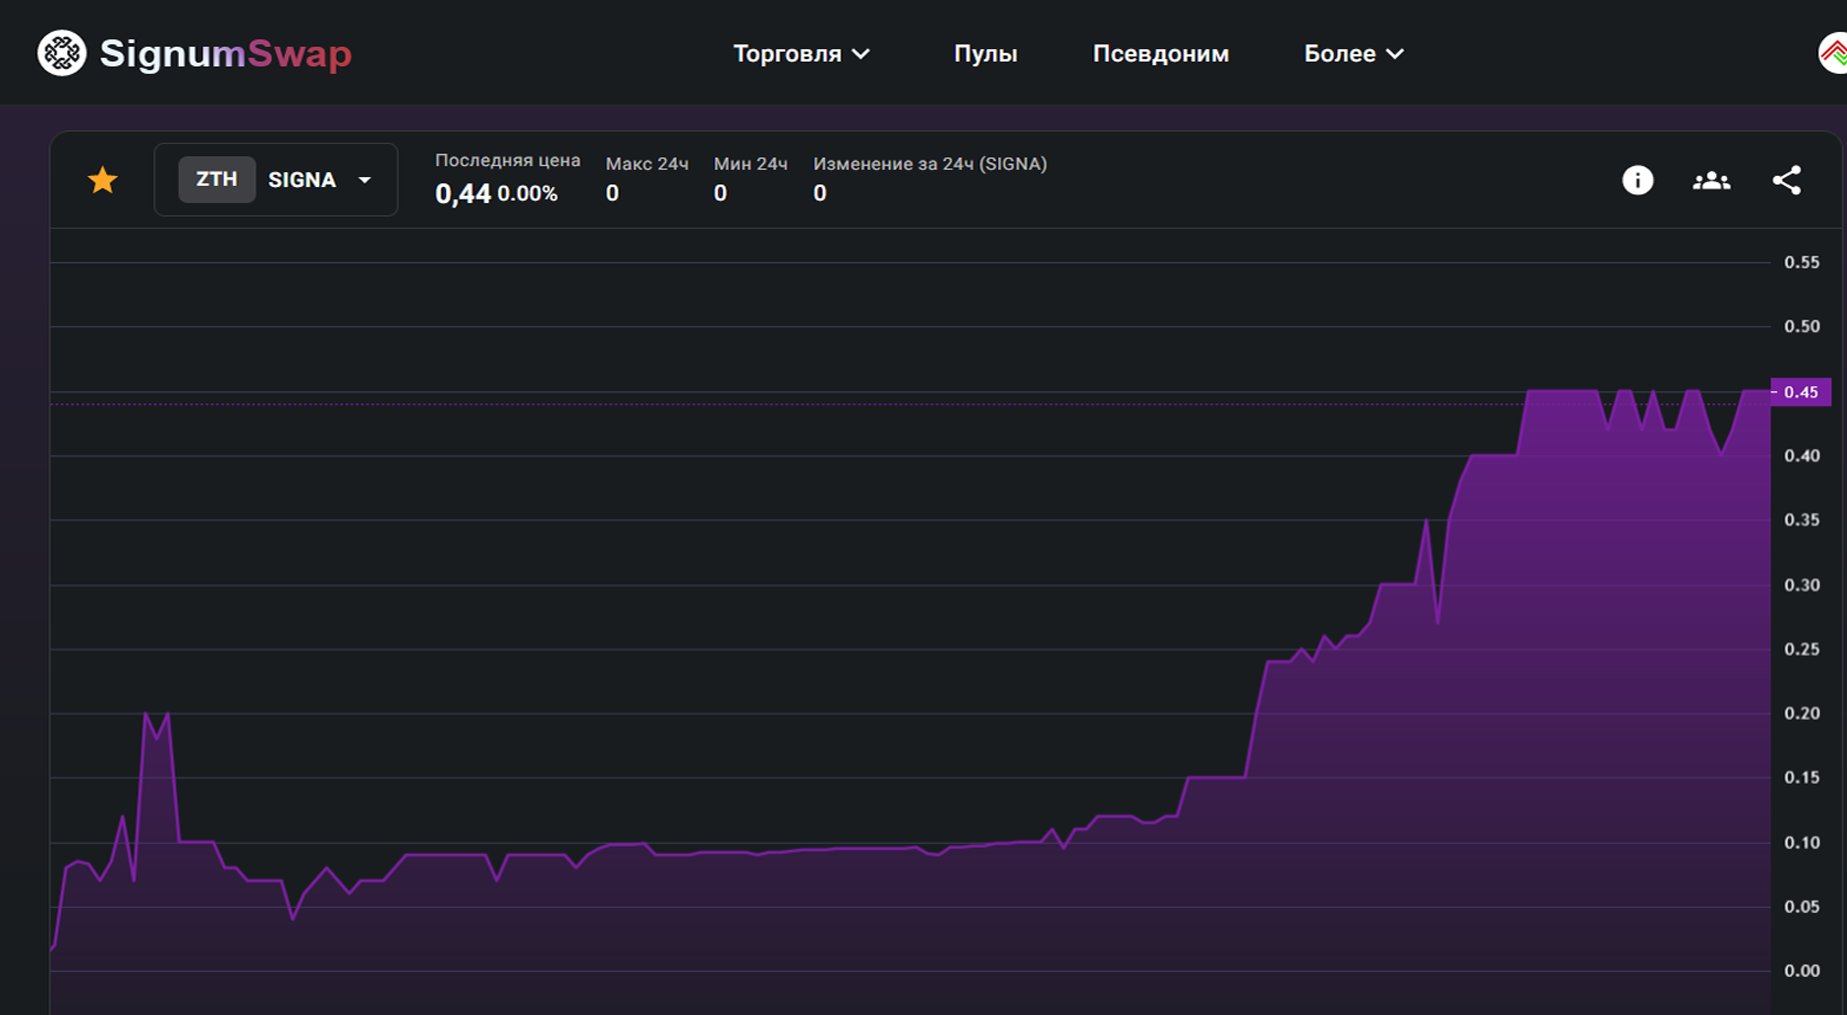 SignumSwap
Торговля
Пулы
Псевдоним
Более
ZTH SIGNA
Последняя цена
0,44 0.00%
Макс 24ч
0
Мин 24ч
0
Изменение за 24ч (SIGNA)
0
0.55
0.50
0.45
0.40
0.35
0.30
0.25
0.20
0.15
0.10
0.05
0.00